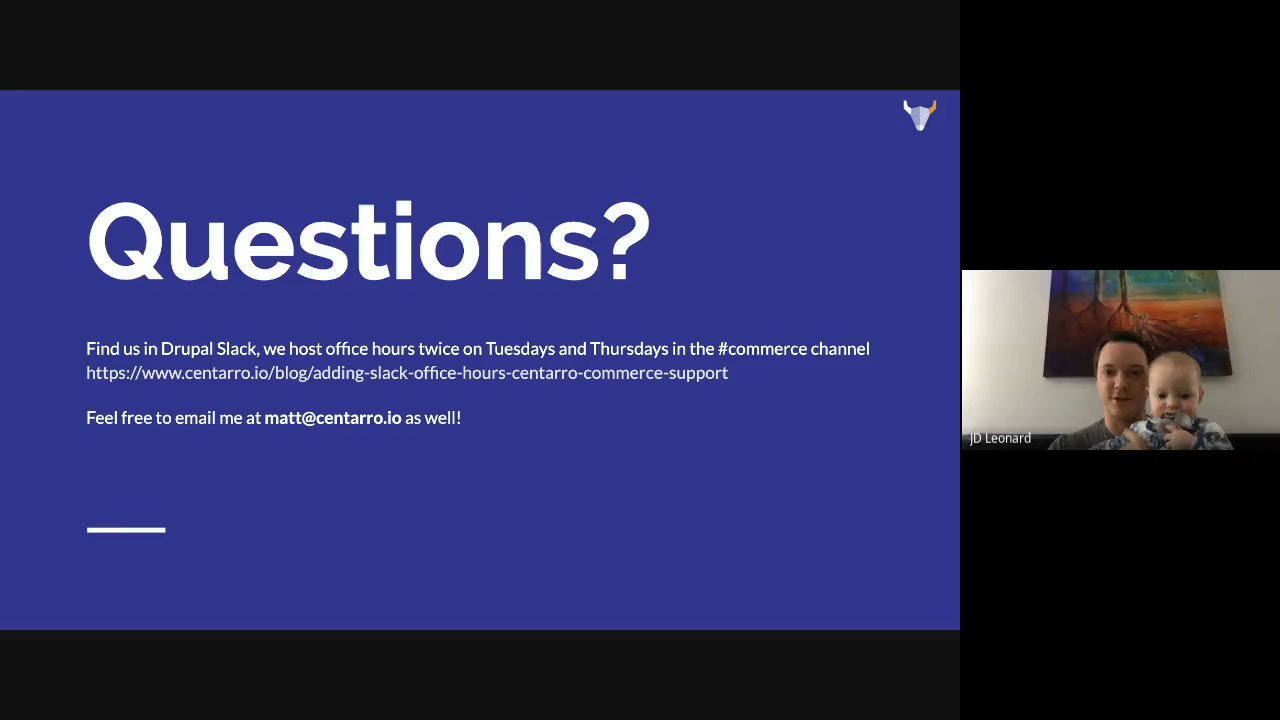 Questions?
Find us in Drupal Slack, we host office hours twice on Tuesdays and Thursdays in the #commerce channel
https://www.centarro.io/blog/adding-slack-office-hours-centarro-commerce-support
Feel free to email me at matt@centarro.io as well!
JD Leonard